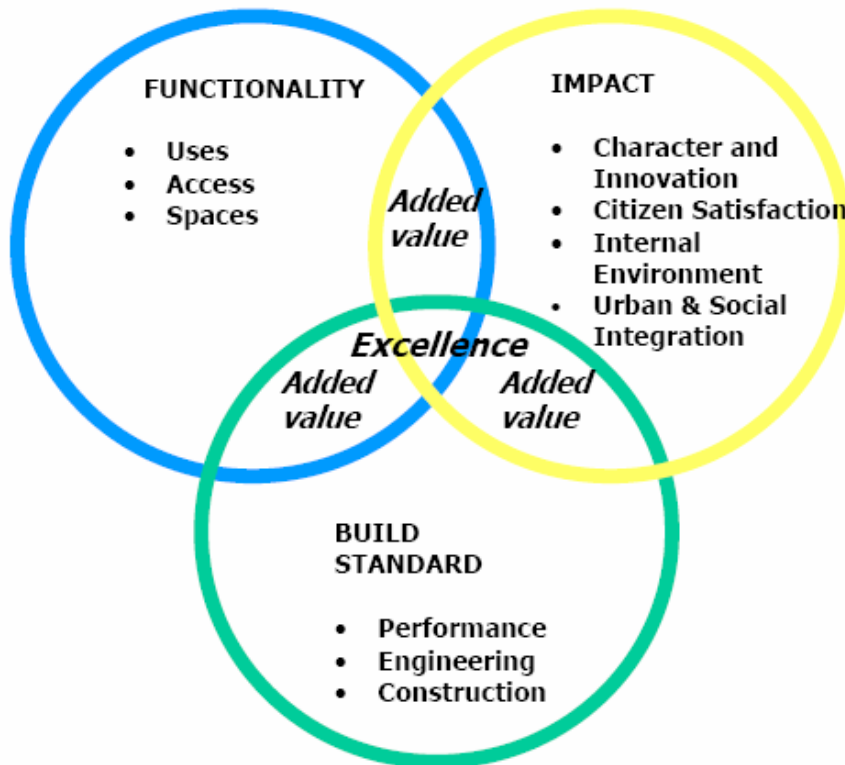 FUNCTIONALITY
• Uses
• Access
• Spaces
IMPACT
• Character and
Innovation
• Citizen Satisfaction
• Internal
Environment
• Urban & Social
Integration
Added
value
Excellence
Added
value
Added
value
BUILD
STANDARD
• Performance
• Engineering
• Construction